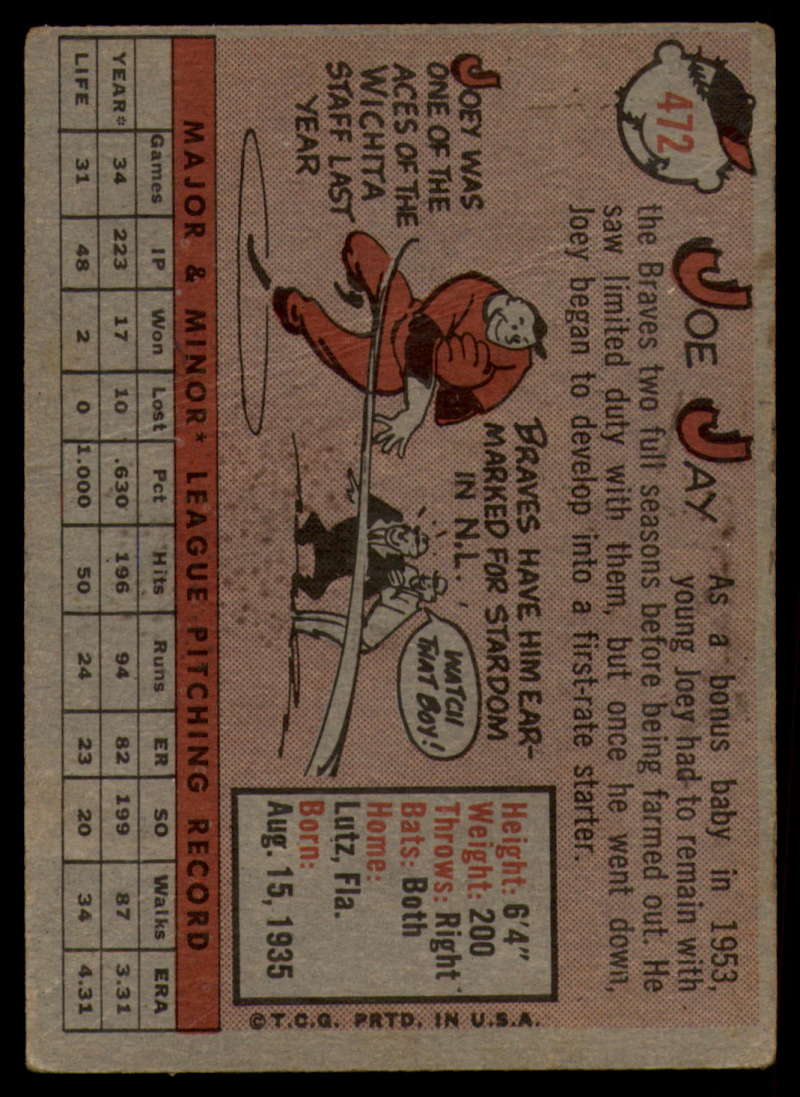 472
JOE JAY
As a bonus baby in 1953,
young Joey had to remain with
the Braves two full seasons before being farmed out. He
saw limited duty with them, but once he went down,
Joey began to develop into a first-rate starter.
JOEY WAS
ONE OF THE
ACES OF THE
WICHITA
STAFF LAST
YEAR
BRAVES HAVE HIM EAR-
MARKED FOR STARDOM
IN N.L.
WATCH
THAT BOY!
Height: 6'4"
Weight: 200
Throws: Right
Bats: Both
Home:
Lutz, Fla.
Born:
Aug. 15, 1935
©T.C.G. PRTD. IN U.S.A.
MAJOR & MINOR* LEAGUE PITCHING RECORD
Games IP Won Lost Pct Hits Runs ER SO Walks ERA
YEAR* 34 223 17 10 .630 196 94 82 199 87 3.31
LIFE 31 48 2 0 1.000 50 24 23 20 34 4.31